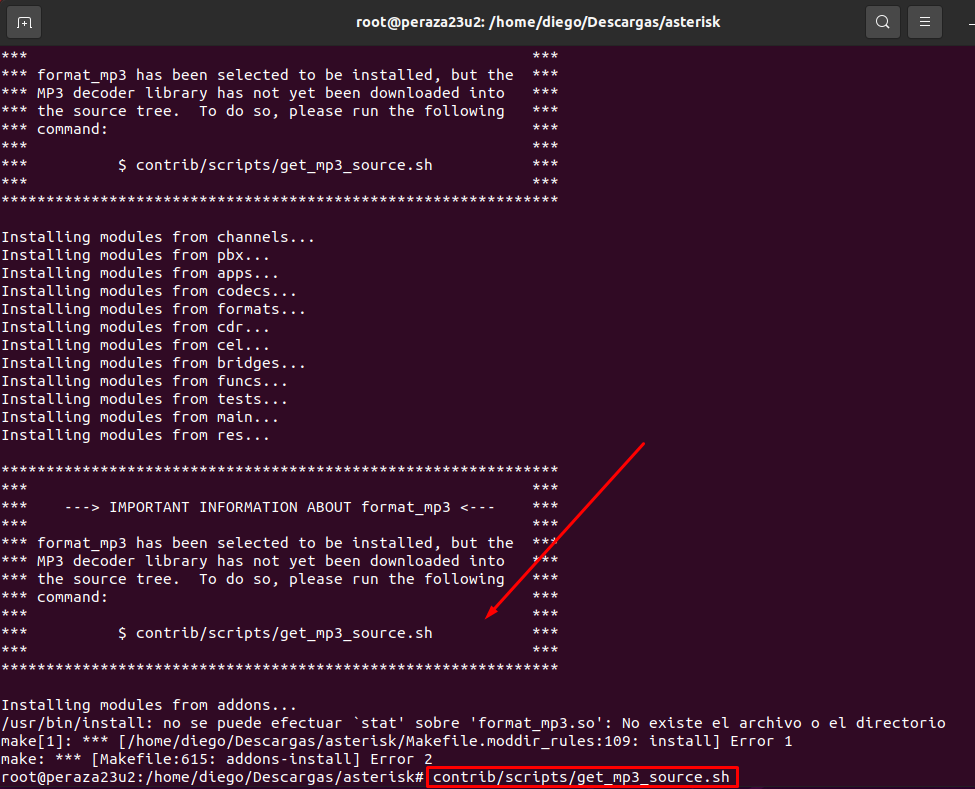 root@peraza23u2: /home/diego/Descargas/asterisk
***                                                        ***
*** format_mp3 has been selected to be installed, but the  ***
*** MP3 decoder library has not yet been downloaded into   ***
*** the source tree.  To do so, please run the following   ***
*** command:                                               ***
***                                                        ***
***          $ contrib/scripts/get_mp3_source.sh           ***
***                                                        ***
**************************************************************

Installing modules from channels...
Installing modules from pbx...
Installing modules from apps...
Installing modules from codecs...
Installing modules from formats...
Installing modules from cdr...
Installing modules from cel...
Installing modules from bridges...
Installing modules from funcs...
Installing modules from tests...
Installing modules from main...
Installing modules from res...

**************************************************************
***                                                        ***
***    ---> IMPORTANT INFORMATION ABOUT format_mp3 <---    ***
***                                                        ***
*** format_mp3 has been selected to be installed, but the  ***
*** MP3 decoder library has not yet been downloaded into   ***
*** the source tree.  To do so, please run the following   ***
*** command:                                               ***
***                                                        ***
***          $ contrib/scripts/get_mp3_source.sh           ***
***                                                        ***
**************************************************************

Installing modules from addons...
/usr/bin/install: no se puede efectuar `stat' sobre 'format_mp3.so': No existe el archivo o el directorio
make[1]: *** [/home/diego/Descargas/asterisk/Makefile.moddir_rules:109: install] Error 1
make: *** [Makefile:615: addons-install] Error 2
root@peraza23u2:/home/diego/Descargas/asterisk# contrib/scripts/get_mp3_source.sh